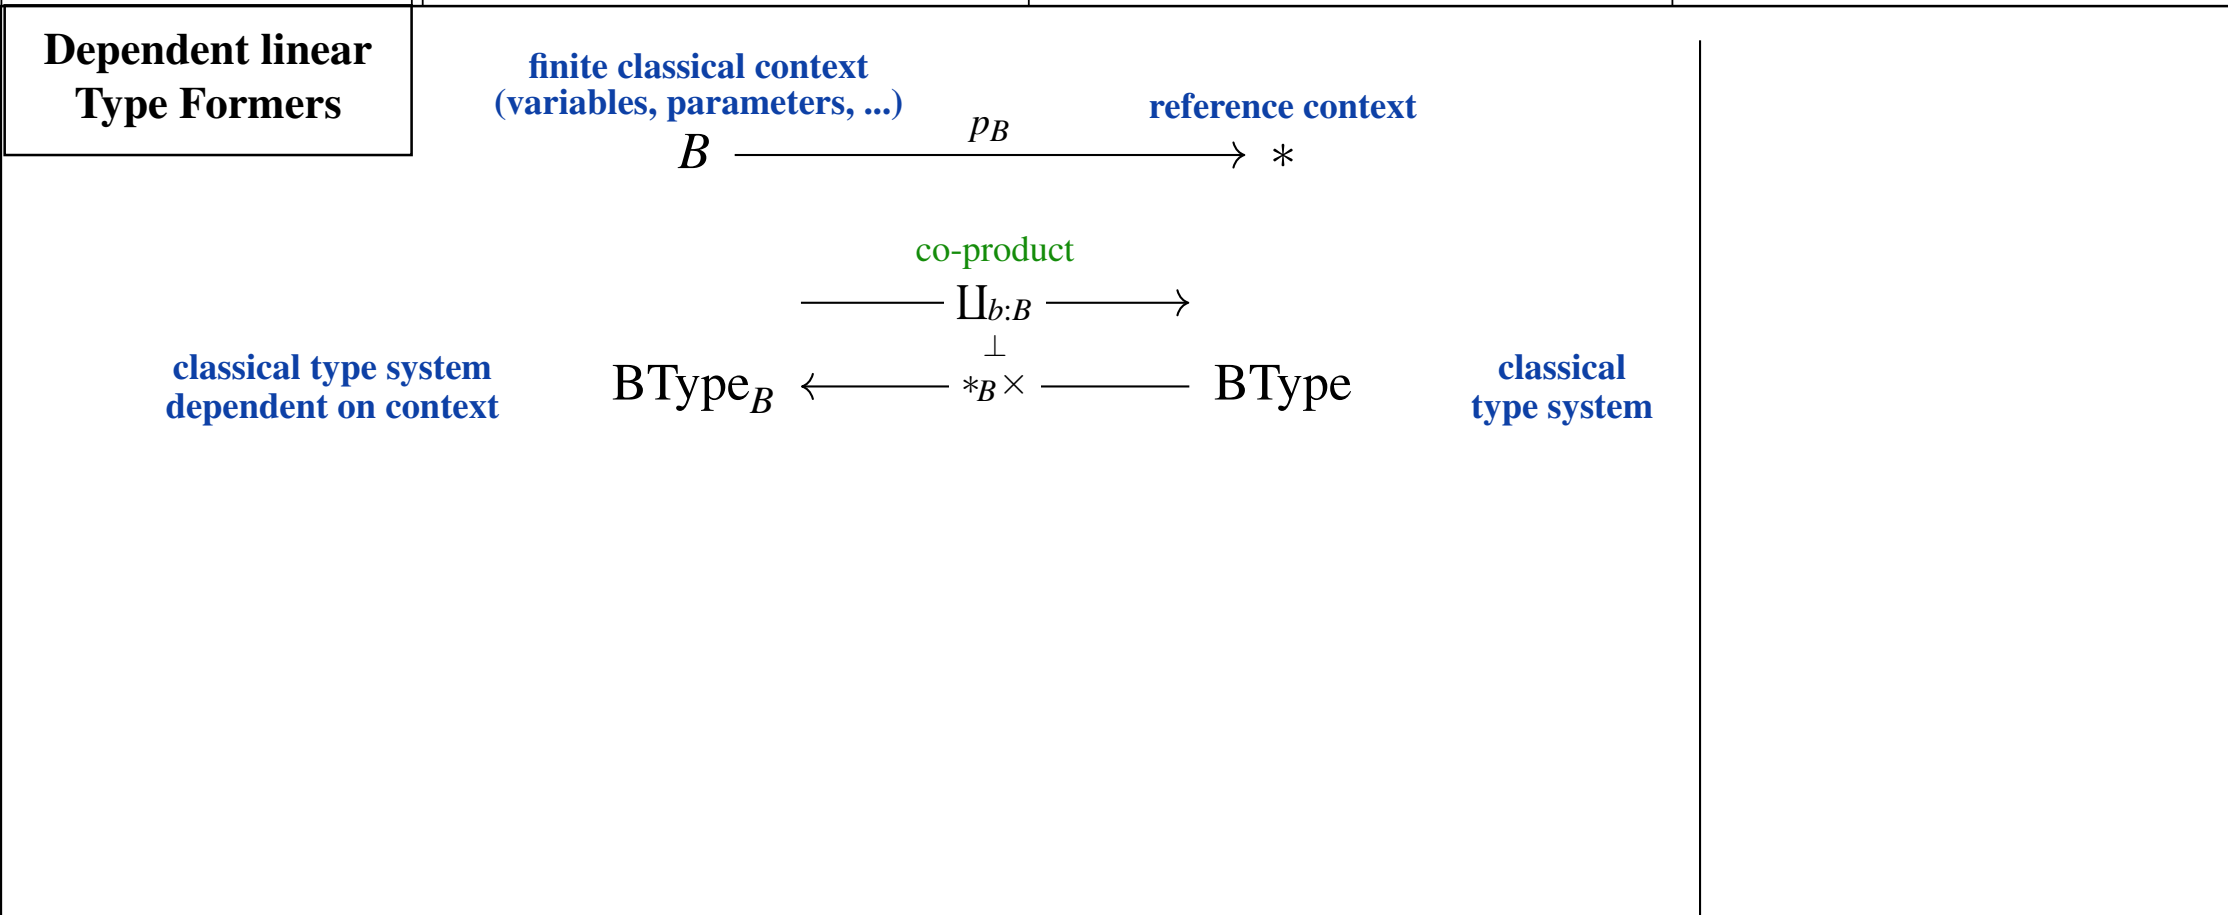 Dependent linear
Type Formers
finite classical context
(variables, parameters, ...)
reference context
p_B
B ⟶ *
co-product
∐_{b:B}
⊥
classical type system
dependent on context
BType_B
*_B ×
BType
classical
type system